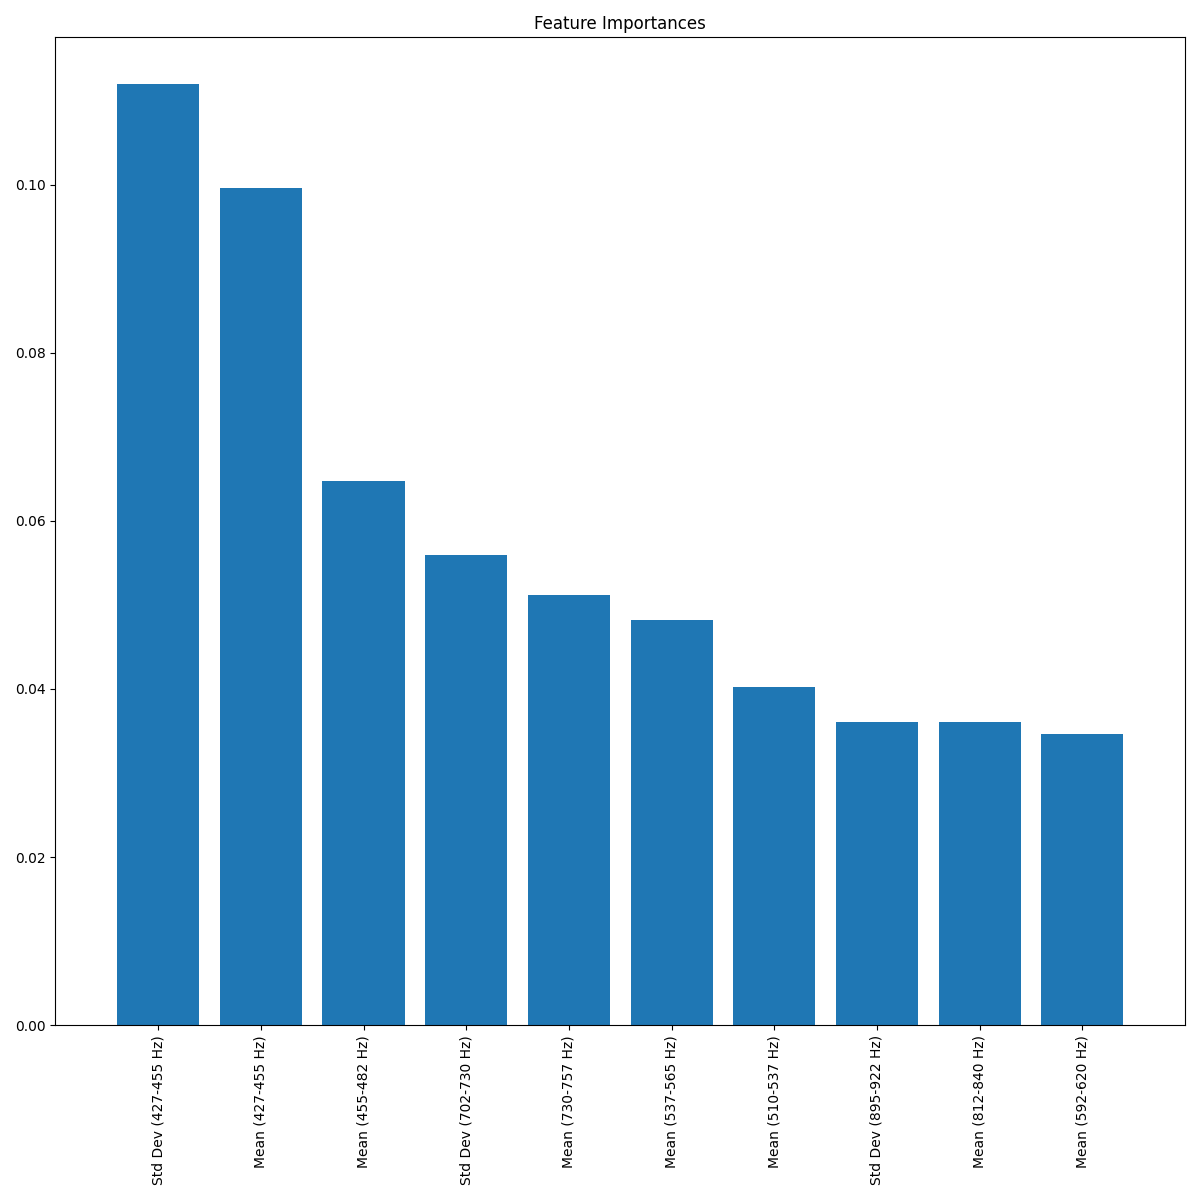 Feature Importances
0.10
0.08
0.06
0.04
0.02
0.00
Std Dev (427-455 Hz)
Mean (427-455 Hz)
Mean (455-482 Hz)
Std Dev (702-730 Hz)
Mean (730-757 Hz)
Mean (537-565 Hz)
Mean (510-537 Hz)
Std Dev (895-922 Hz)
Mean (812-840 Hz)
Mean (592-620 Hz)